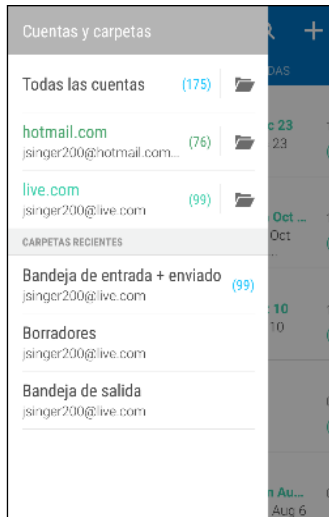 Cuentas y carpetas
Todas las cuentas (175)
DAS
hotmail.com (76)
jsinger200@hotmail.com...
c 23
23
live.com (99)
jsinger200@live.com
Oct ...
Oct
CARPETAS RECIENTES
Bandeja de entrada + enviado (99)
jsinger200@live.com
10
10
Borradores
jsinger200@live.com
Bandeja de salida
jsinger200@live.com
n Au...
Aug 6